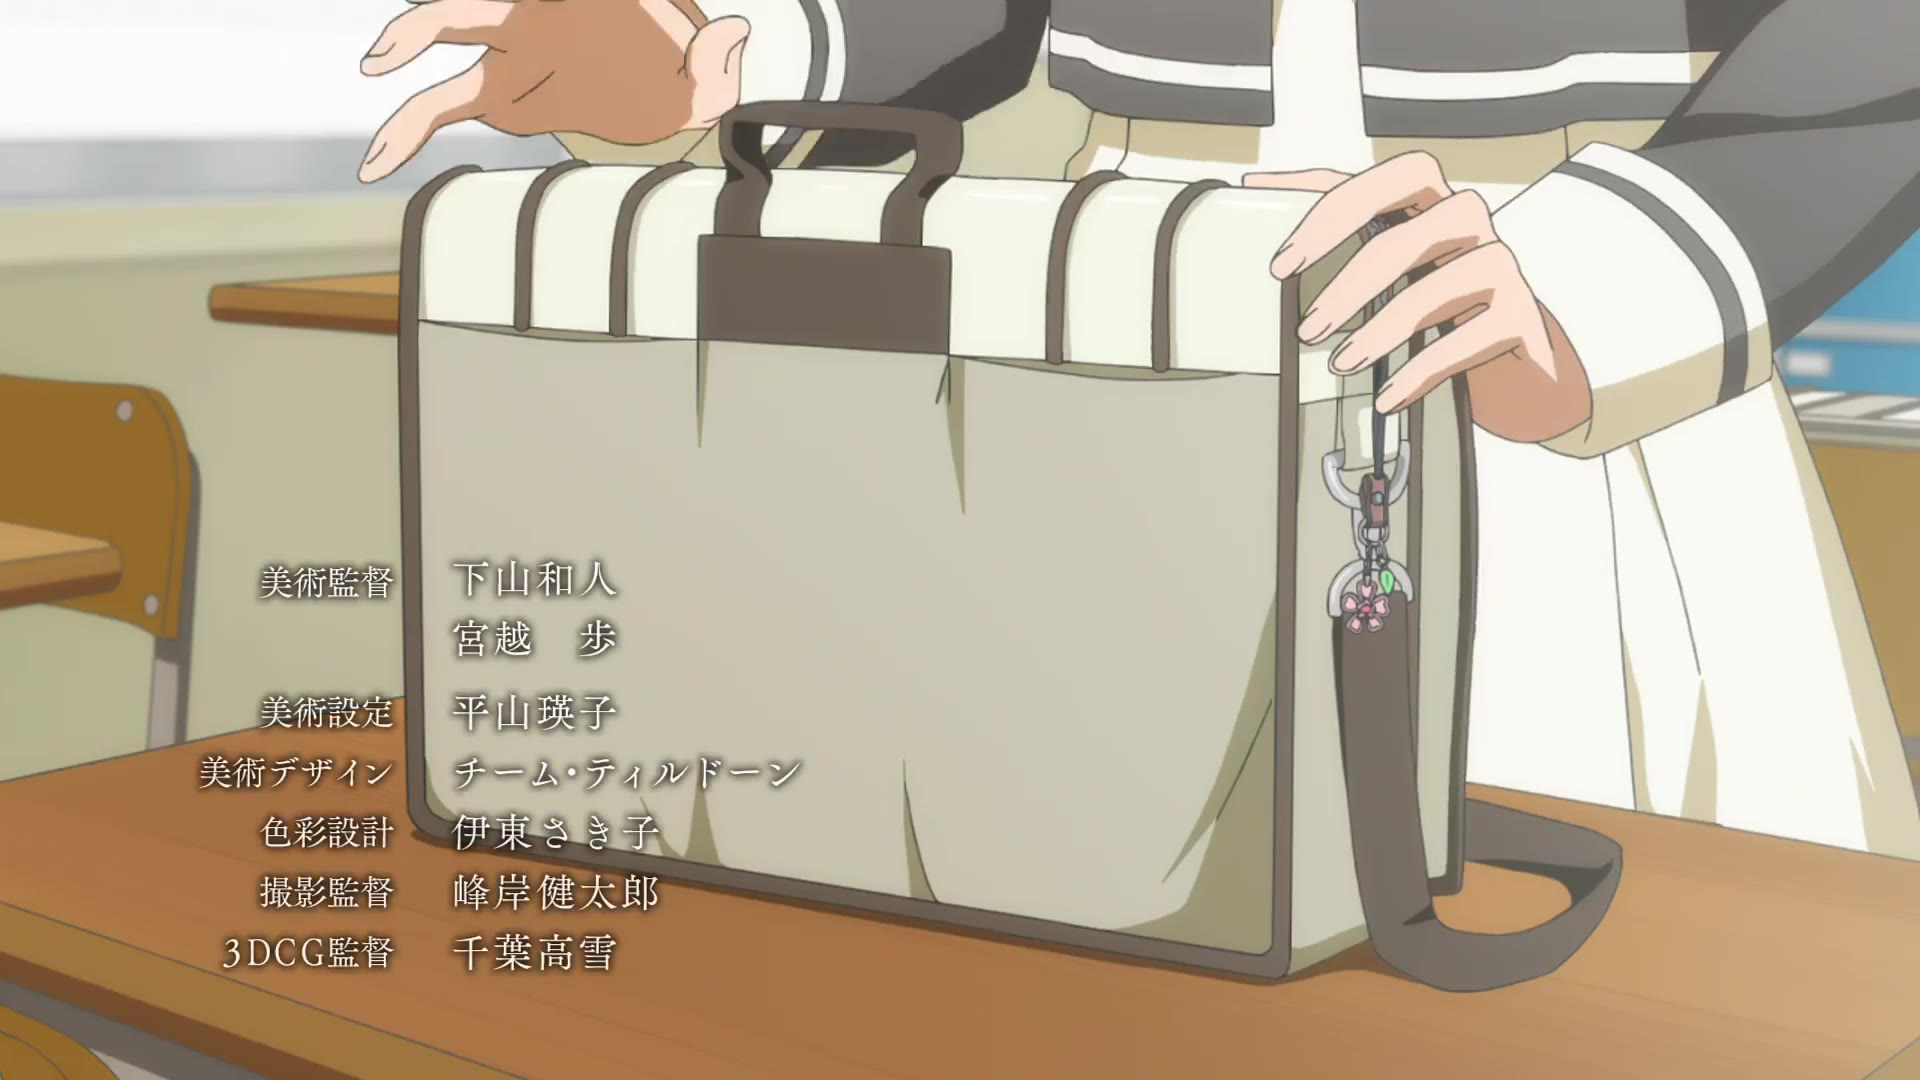 美術監督 下山和人
宮越 歩
美術設定 平山瑛子
美術デザイン チーム・ティルドーン
色彩設計 伊東さき子
撮影監督 峰岸健太郎
3DCG監督 千葉高雪